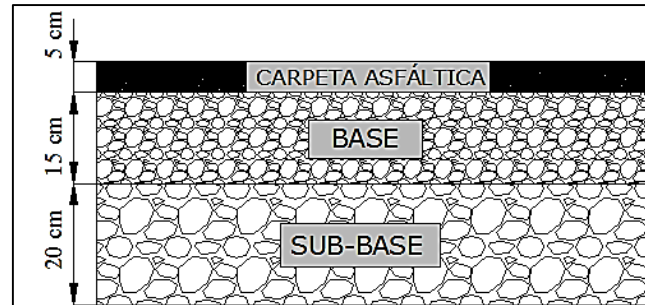 5 cm
CARPETA ASFÁLTICA
15 cm
BASE
20 cm
SUB-BASE